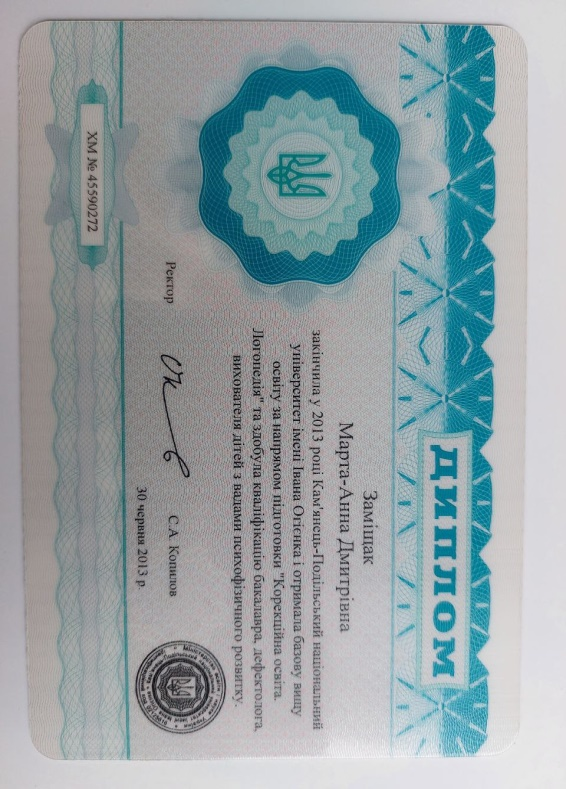 ДИПЛОМ
Заміщак
Марта-Анна Дмитрівна
закінчила у 2013 році Кам'янець-Подільський національний
університет імені Івана Огієнка і отримала базову вищу
освіту за напрямом підготовки "Корекційна освіта.
Логопедія" та здобула кваліфікацію бакалавра, дефектолога,
вихователя дітей з вадами психофізичного розвитку.
Ректор
С.А. Копилов
30 червня 2013 р.
ХМ № 45590272